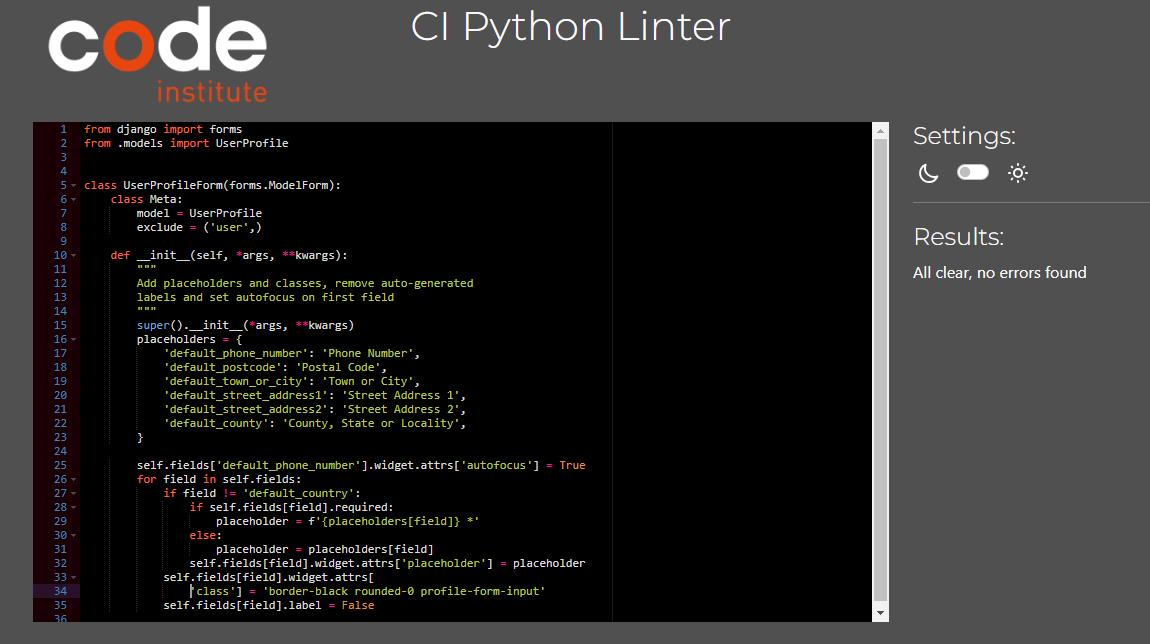 code
institute
CI Python Linter
1 from django import forms
2 from .models import UserProfile
3
4
5 class UserProfileForm(forms.ModelForm):
6     class Meta:
7         model = UserProfile
8         exclude = ('user',)
9
10     def __init__(self, *args, **kwargs):
11         """
12         Add placeholders and classes, remove auto-generated
13         labels and set autofocus on first field
14         """
15         super().__init__(*args, **kwargs)
16         placeholders = {
17             'default_phone_number': 'Phone Number',
18             'default_postcode': 'Postal Code',
19             'default_town_or_city': 'Town or City',
20             'default_street_address1': 'Street Address 1',
21             'default_street_address2': 'Street Address 2',
22             'default_county': 'County, State or Locality',
23         }
24
25         self.fields['default_phone_number'].widget.attrs['autofocus'] = True
26         for field in self.fields:
27             if field != 'default_country':
28                 if self.fields[field].required:
29                     placeholder = f'{placeholders[field]} *'
30                 else:
31                     placeholder = placeholders[field]
32                 self.fields[field].widget.attrs['placeholder'] = placeholder
33             self.fields[field].widget.attrs[
34                 'class'] = 'border-black rounded-0 profile-form-input'
35             self.fields[field].label = False
36
Settings:
Results:
All clear, no errors found